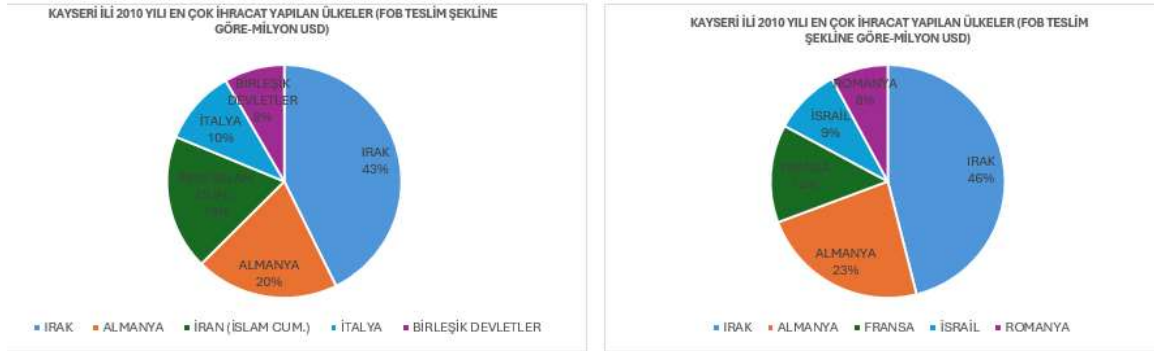 KAYSERİ İLİ 2010 YILI EN ÇOK İHRACAT YAPILAN ÜLKELER (FOB TESLİM ŞEKLİNE
GÖRE-MİLYON USD)
BİRLEŞİK
DEVLETLER
8%
İTALYA
10%
IRAK
43%
ALMANYA
20%
IRAK
ALMANYA
İRAN (İSLAM CUM.)
İTALYA
BİRLEŞİK DEVLETLER
KAYSERİ İLİ 2010 YILI EN ÇOK İHRACAT YAPILAN ÜLKELER (FOB TESLİM
ŞEKLİNE GÖRE-MİLYON USD)
ROMANYA
8%
İSRAİL
9%
IRAK
46%
FRANSA
ALMANYA
23%
IRAK
ALMANYA
FRANSA
İSRAİL
ROMANYA